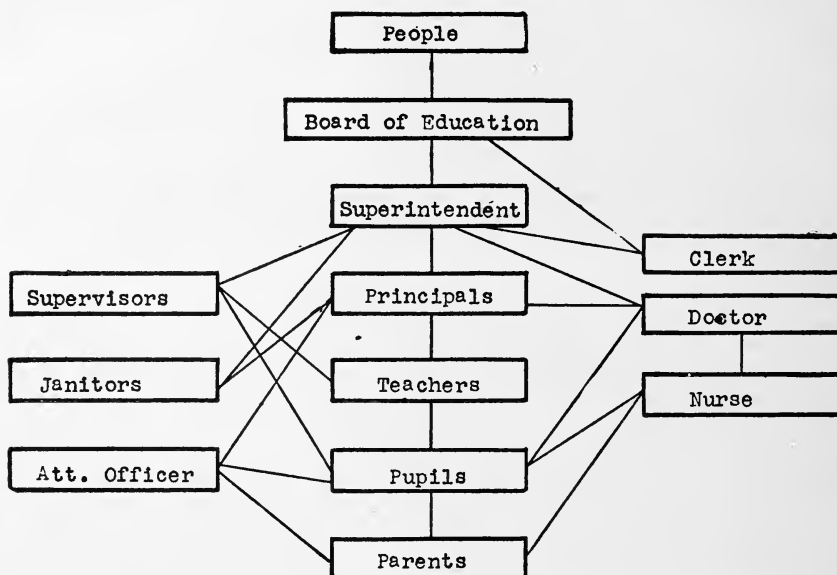 People
Board of Education
Superintendent
Clerk
Supervisors
Principals
Doctor
Janitors
Teachers
Nurse
Att. Officer
Pupils
Parents